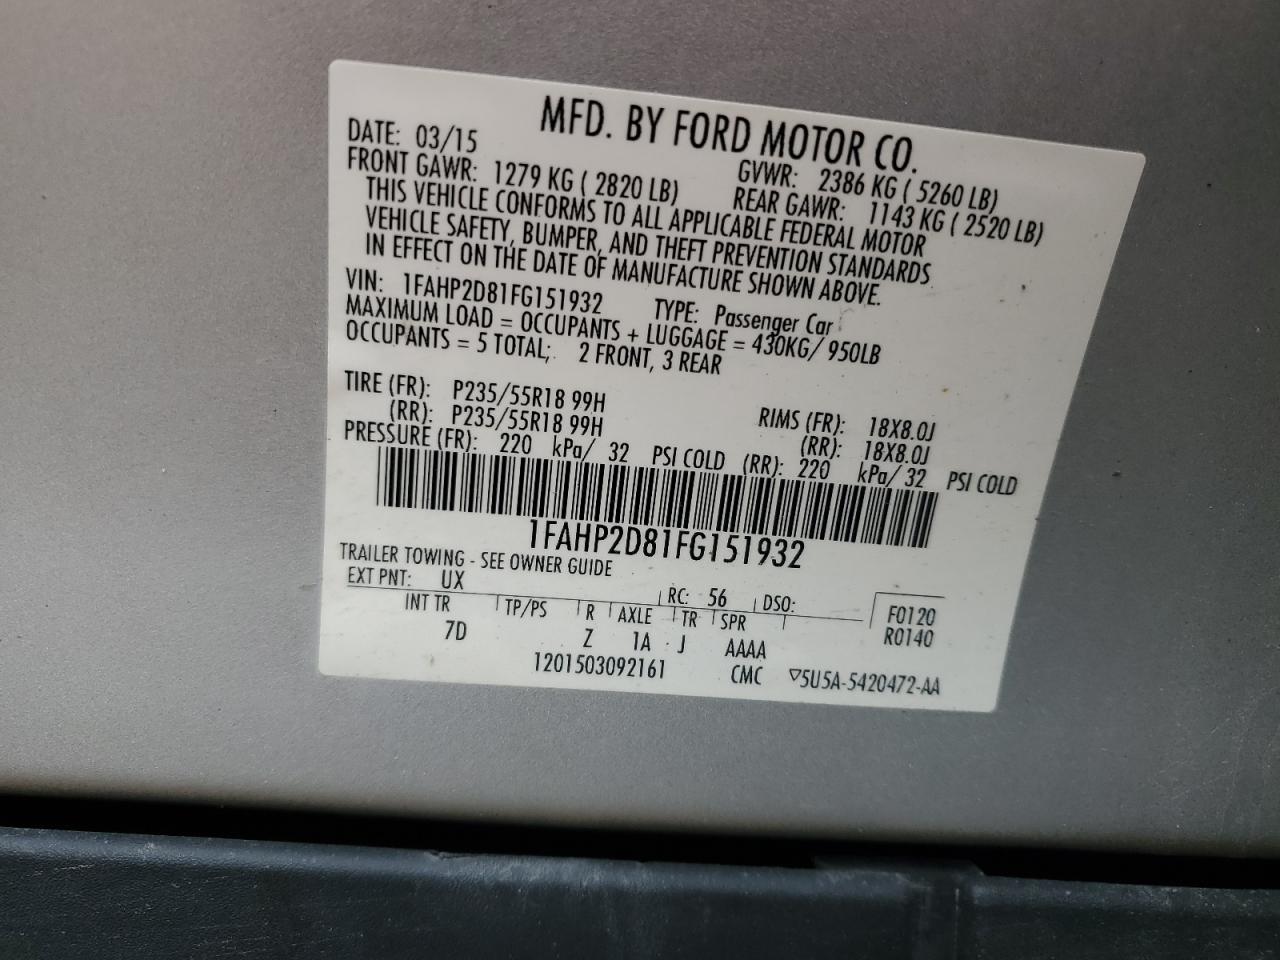 MFD. BY FORD MOTOR CO.
DATE: 03/15 GVWR: 2386 KG ( 5260 LB)
FRONT GAWR: 1279 KG ( 2820 LB) REAR GAWR: 1143 KG ( 2520 LB)
THIS VEHICLE CONFORMS TO ALL APPLICABLE FEDERAL MOTOR
VEHICLE SAFETY, BUMPER, AND THEFT PREVENTION STANDARDS
IN EFFECT ON THE DATE OF MANUFACTURE SHOWN ABOVE.
VIN: 1FAHP2D81FG151932 TYPE: Passenger Car
MAXIMUM LOAD = OCCUPANTS + LUGGAGE = 430KG/ 950LB
OCCUPANTS = 5 TOTAL; 2 FRONT, 3 REAR
TIRE (FR): P235/55R18 99H RIMS (FR): 18X8.0J
(RR): P235/55R18 99H (RR): 18X8.0J
PRESSURE (FR): 220 kPa/ 32 PSI COLD (RR): 220 kPa/ 32 PSI COLD
1FAHP2D81FG151932
TRAILER TOWING - SEE OWNER GUIDE
EXT PNT: UX RC: 56 DSO: F0120
INT TR TP/PS R AXLE TR SPR R0140
7D Z 1A J AAAA
1201503092161 CMC ▽5U5A-5420472-AA